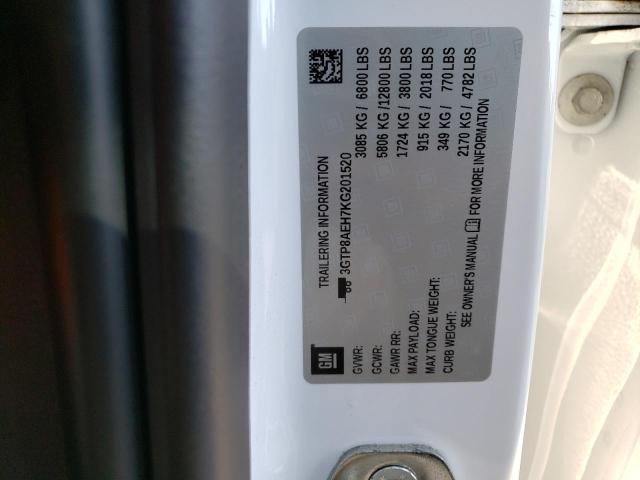 GM
TRAILERING INFORMATION
3GTP8AEH7KG201520
GVWR: 3085 KG / 6800 LBS
GCWR: 5806 KG /12800 LBS
GAWR RR: 1724 KG / 3800 LBS
MAX PAYLOAD: 915 KG / 2018 LBS
MAX TONGUE WEIGHT: 349 KG / 770 LBS
CURB WEIGHT: 2170 KG / 4782 LBS
SEE OWNER'S MANUAL FOR MORE INFORMATION